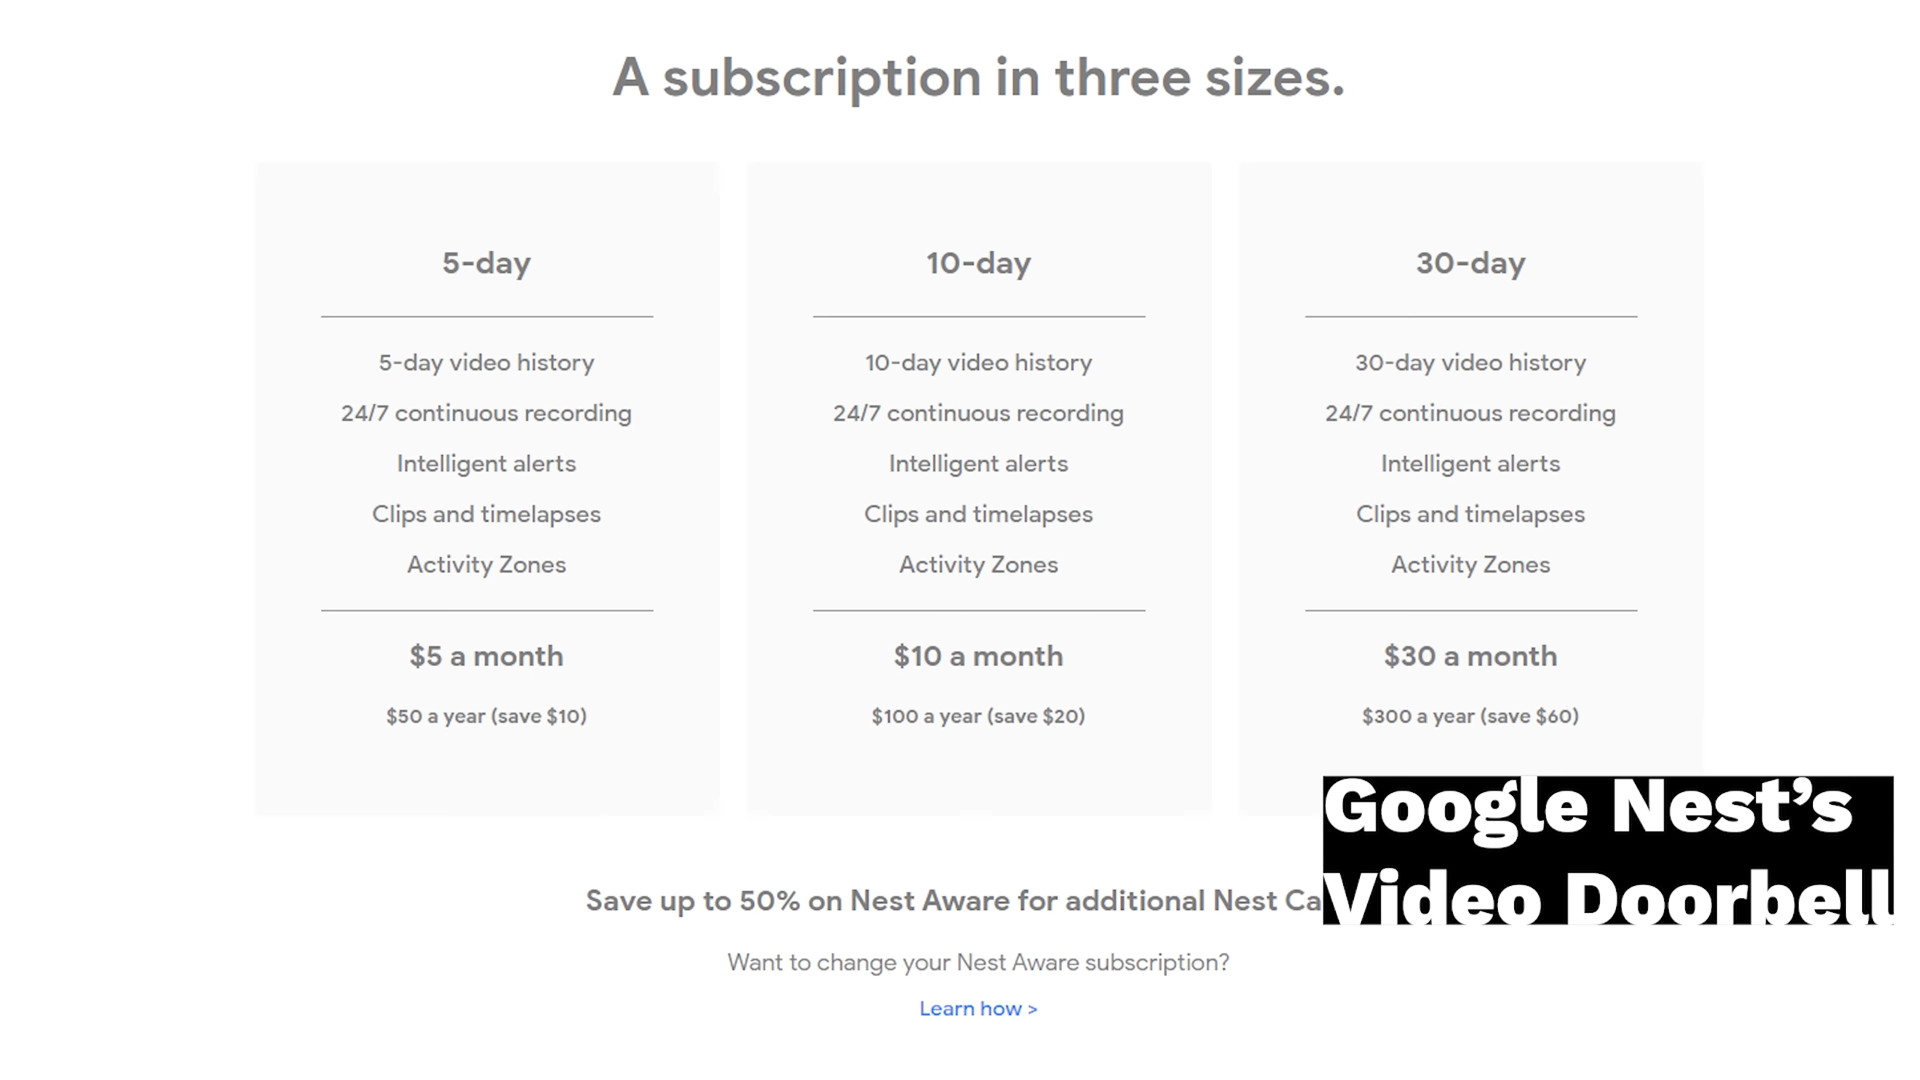 A subscription in three sizes.
5-day
5-day video history
24/7 continuous recording
Intelligent alerts
Clips and timelapses
Activity Zones
$5 a month
$50 a year (save $10)
10-day
10-day video history
24/7 continuous recording
Intelligent alerts
Clips and timelapses
Activity Zones
$10 a month
$100 a year (save $20)
30-day
30-day video history
24/7 continuous recording
Intelligent alerts
Clips and timelapses
Activity Zones
$30 a month
$300 a year (save $60)
Google Nest’s
Video Doorbell
Save up to 50% on Nest Aware for additional Nest Ca
Want to change your Nest Aware subscription?
Learn how >